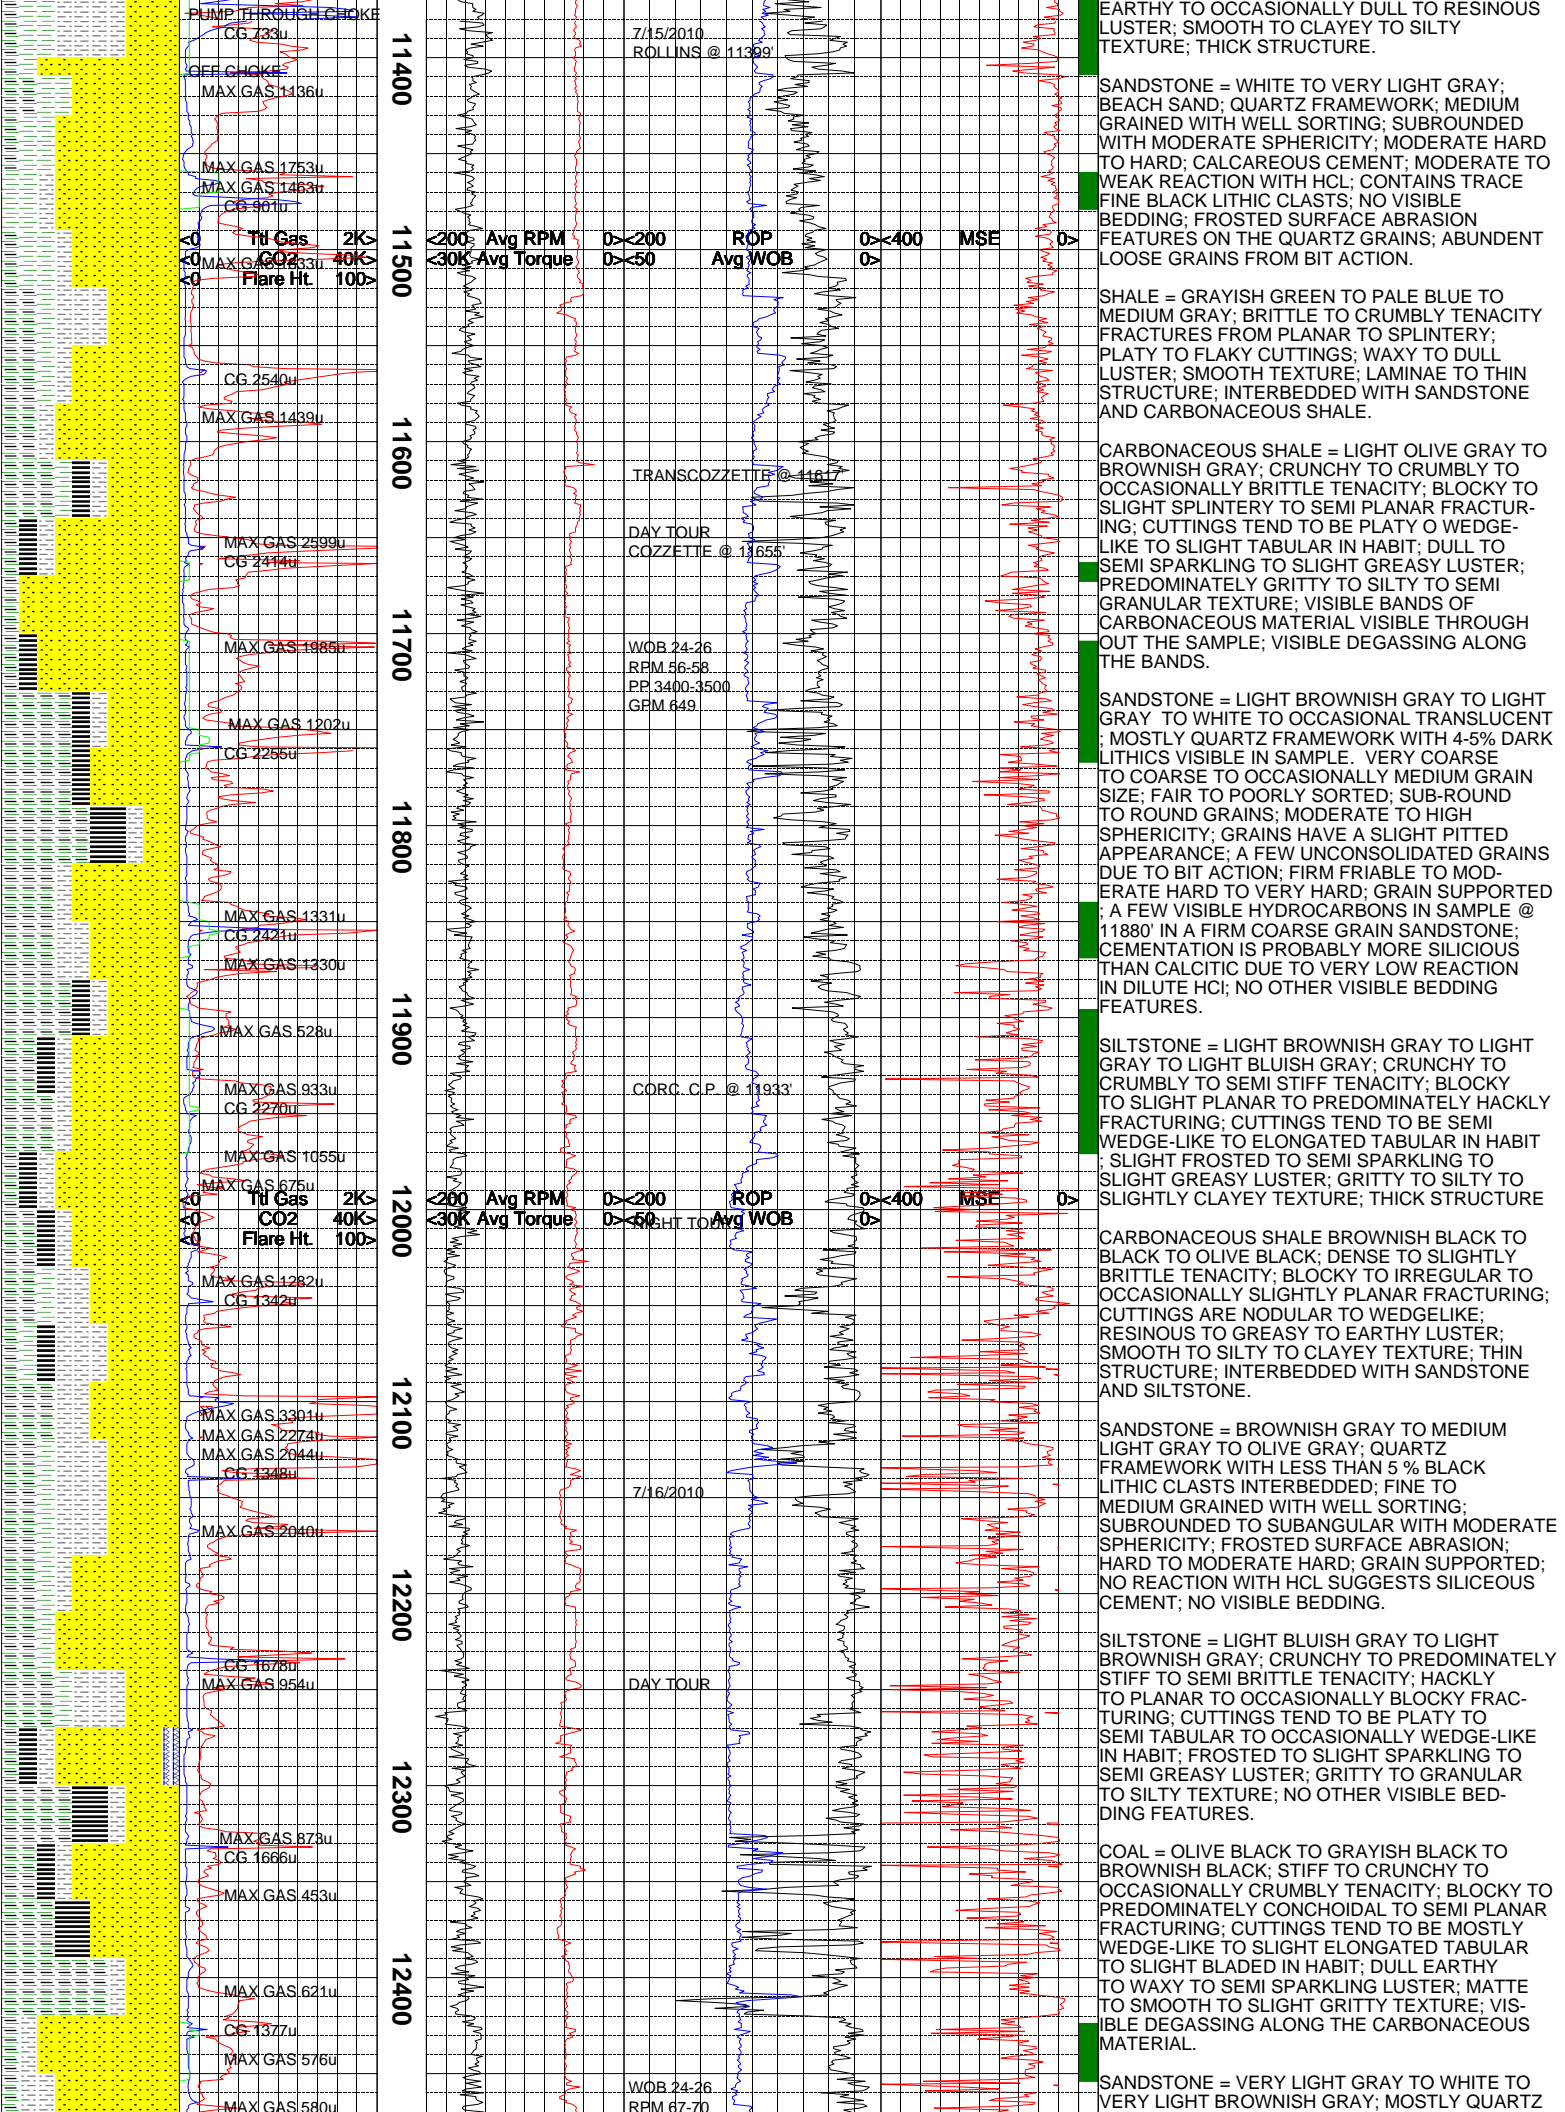 PUMP THROUGH CHOKE
CG 733u
OFF CHOKE
MAX GAS 1136u
MAX GAS 1753u
MAX GAS 1463u
CG 901u
<0 Ttl Gas 2K>
<0 CO2 40K>
<0 Flare Ht. 100>
CG 2540u
MAX GAS 1439u
MAX GAS 2599u
CG 2414u
MAX GAS 1985u
MAX GAS 1202u
CG 2255u
MAX GAS 1331u
CG 2421u
MAX GAS 1330u
MAX GAS 528u
MAX GAS 933u
CG 2270u
MAX GAS 1055u
MAX GAS 675u
<0 Ttl Gas 2K>
<0 CO2 40K>
<0 Flare Ht. 100>
MAX GAS 1282u
CG 1342u
MAX GAS 3301u
MAX GAS 2274u
MAX GAS 2044u
CG 1348u
MAX GAS 2040u
CG 1678u
MAX GAS 954u
MAX GAS 873u
CG 1666u
MAX GAS 453u
MAX GAS 621u
CG 1377u
MAX GAS 576u
MAX GAS 580u
11400
11500
11600
11700
11800
11900
12000
12100
12200
12300
12400
<200 Avg RPM 0>
<30K Avg Torque 0>
<200 Avg RPM 0>
<30K Avg Torque 0>
7/15/2010
ROLLINS @ 11399'
<200 ROP 0>
<50 Avg WOB 0>
TRANSCOZZETTE @ 11617'
DAY TOUR
COZZETTE @ 11655'
WOB 24-26
RPM 56-58
PP 3400-3500
GPM 649
CORC. C.P. @ 11933'
<200 ROP 0>
<50 Avg WOB 0>
NIGHT TOUR
7/16/2010
DAY TOUR
WOB 24-26
RPM 67-70
<400 MSE 0>
<400 MSE 0>
EARTHY TO OCCASIONALLY DULL TO RESINOUS
LUSTER; SMOOTH TO CLAYEY TO SILTY
TEXTURE; THICK STRUCTURE.
SANDSTONE = WHITE TO VERY LIGHT GRAY;
BEACH SAND; QUARTZ FRAMEWORK; MEDIUM
GRAINED WITH WELL SORTING; SUBROUNDED
WITH MODERATE SPHERICITY; MODERATE HARD
TO HARD; CALCAREOUS CEMENT; MODERATE TO
WEAK REACTION WITH HCL; CONTAINS TRACE
FINE BLACK LITHIC CLASTS; NO VISIBLE
BEDDING; FROSTED SURFACE ABRASION
FEATURES ON THE QUARTZ GRAINS; ABUNDENT
LOOSE GRAINS FROM BIT ACTION.
SHALE = GRAYISH GREEN TO PALE BLUE TO
MEDIUM GRAY; BRITTLE TO CRUMBLY TENACITY
FRACTURES FROM PLANAR TO SPLINTERY;
PLATY TO FLAKY CUTTINGS; WAXY TO DULL
LUSTER; SMOOTH TEXTURE; LAMINAE TO THIN
STRUCTURE; INTERBEDDED WITH SANDSTONE
AND CARBONACEOUS SHALE.
CARBONACEOUS SHALE = LIGHT OLIVE GRAY TO
BROWNISH GRAY; CRUNCHY TO CRUMBLY TO
OCCASIONALLY BRITTLE TENACITY; BLOCKY TO
SLIGHT SPLINTERY TO SEMI PLANAR FRACTUR-
ING; CUTTINGS TEND TO BE PLATY O WEDGE-
LIKE TO SLIGHT TABULAR IN HABIT; DULL TO
SEMI SPARKLING TO SLIGHT GREASY LUSTER;
PREDOMINATELY GRITTY TO SILTY TO SEMI
GRANULAR TEXTURE; VISIBLE BANDS OF
CARBONACEOUS MATERIAL VISIBLE THROUGH
OUT THE SAMPLE; VISIBLE DEGASSING ALONG
THE BANDS.
SANDSTONE = LIGHT BROWNISH GRAY TO LIGHT
GRAY TO WHITE TO OCCASIONAL TRANSLUCENT
; MOSTLY QUARTZ FRAMEWORK WITH 4-5% DARK
LITHICS VISIBLE IN SAMPLE. VERY COARSE
TO COARSE TO OCCASIONALLY MEDIUM GRAIN
SIZE; FAIR TO POORLY SORTED; SUB-ROUND
TO ROUND GRAINS; MODERATE TO HIGH
SPHERICITY; GRAINS HAVE A SLIGHT PITTED
APPEARANCE; A FEW UNCONSOLIDATED GRAINS
DUE TO BIT ACTION; FIRM FRIABLE TO MOD-
ERATE HARD TO VERY HARD; GRAIN SUPPORTED
; A FEW VISIBLE HYDROCARBONS IN SAMPLE @
11880' IN A FIRM COARSE GRAIN SANDSTONE;
CEMENTATION IS PROBABLY MORE SILICIOUS
THAN CALCITIC DUE TO VERY LOW REACTION
IN DILUTE HCl; NO OTHER VISIBLE BEDDING
FEATURES.
SILTSTONE = LIGHT BROWNISH GRAY TO LIGHT
GRAY TO LIGHT BLUISH GRAY; CRUNCHY TO
CRUMBLY TO SEMI STIFF TENACITY; BLOCKY
TO SLIGHT PLANAR TO PREDOMINATELY HACKLY
FRACTURING; CUTTINGS TEND TO BE SEMI
WEDGE-LIKE TO ELONGATED TABULAR IN HABIT
; SLIGHT FROSTED TO SEMI SPARKLING TO
SLIGHT GREASY LUSTER; GRITTY TO SILTY TO
SLIGHTLY CLAYEY TEXTURE; THICK STRUCTURE
CARBONACEOUS SHALE BROWNISH BLACK TO
BLACK TO OLIVE BLACK; DENSE TO SLIGHTLY
BRITTLE TENACITY; BLOCKY TO IRREGULAR TO
OCCASIONALLY SLIGHTLY PLANAR FRACTURING;
CUTTINGS ARE NODULAR TO WEDGELIKE;
RESINOUS TO GREASY TO EARTHY LUSTER;
SMOOTH TO SILTY TO CLAYEY TEXTURE; THIN
STRUCTURE; INTERBEDDED WITH SANDSTONE
AND SILTSTONE.
SANDSTONE = BROWNISH GRAY TO MEDIUM
LIGHT GRAY TO OLIVE GRAY; QUARTZ
FRAMEWORK WITH LESS THAN 5 % BLACK
LITHIC CLASTS INTERBEDDED; FINE TO
MEDIUM GRAINED WITH WELL SORTING;
SUBROUNDED TO SUBANGULAR WITH MODERATE
SPHERICITY; FROSTED SURFACE ABRASION;
HARD TO MODERATE HARD; GRAIN SUPPORTED;
NO REACTION WITH HCL SUGGESTS SILICEOUS
CEMENT; NO VISIBLE BEDDING.
SILTSTONE = LIGHT BLUISH GRAY TO LIGHT
BROWNISH GRAY; CRUNCHY TO PREDOMINATELY
STIFF TO SEMI BRITTLE TENACITY; HACKLY
TO PLANAR TO OCCASIONALLY BLOCKY FRAC-
TURING; CUTTINGS TEND TO BE PLATY TO
SEMI TABULAR TO OCCASIONALLY WEDGE-LIKE
IN HABIT; FROSTED TO SLIGHT SPARKLING TO
SEMI GREASY LUSTER; GRITTY TO GRANULAR
TO SILTY TEXTURE; NO OTHER VISIBLE BED-
DING FEATURES.
COAL = OLIVE BLACK TO GRAYISH BLACK TO
BROWNISH BLACK; STIFF TO CRUNCHY TO
OCCASIONALLY CRUMBLY TENACITY; BLOCKY TO
PREDOMINATELY CONCHOIDAL TO SEMI PLANAR
FRACTURING; CUTTINGS TEND TO BE MOSTLY
WEDGE-LIKE TO SLIGHT ELONGATED TABULAR
TO SLIGHT BLADED IN HABIT; DULL EARTHY
TO WAXY TO SEMI SPARKLING LUSTER; MATTE
TO SMOOTH TO SLIGHT GRITTY TEXTURE; VIS-
IBLE DEGASSING ALONG THE CARBONACEOUS
MATERIAL.
SANDSTONE = VERY LIGHT GRAY TO WHITE TO
VERY LIGHT BROWNISH GRAY; MOSTLY QUARTZ